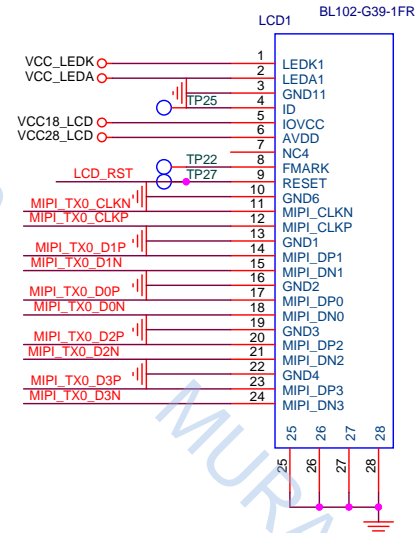 BL102-G39-1FR
LCD1
VCC_LEDK 1 LEDK1
VCC_LEDA 2 LEDA1
3 GND11
TP25 4 ID
VCC18_LCD 5 IOVCC
VCC28_LCD 6 AVDD
7 NC4
TP22 8 FMARK
LCD_RST TP27 9 RESET
10 GND6
MIPI_TX0_CLKN 11 MIPI_CLKN
MIPI_TX0_CLKP 12 MIPI_CLKP
13 GND1
MIPI_TX0_D1P 14 MIPI_DP1
MIPI_TX0_D1N 15 MIPI_DN1
16 GND2
MIPI_TX0_D0P 17 MIPI_DP0
MIPI_TX0_D0N 18 MIPI_DN0
19 GND3
MIPI_TX0_D2P 20 MIPI_DP2
MIPI_TX0_D2N 21 MIPI_DN2
22 GND4
MIPI_TX0_D3P 23 MIPI_DP3
MIPI_TX0_D3N 24 MIPI_DN3
25 26 27 28
25 26 27 28